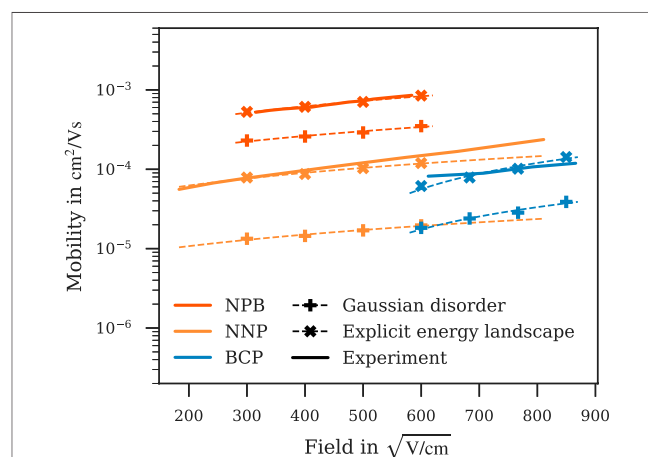 10⁻³
10⁻⁴
10⁻⁵
10⁻⁶
Mobility in cm²/Vs
NPB
NNP
BCP
Gaussian disorder
Explicit energy landscape
Experiment
200 300 400 500 600 700 800 900
Field in √V/cm